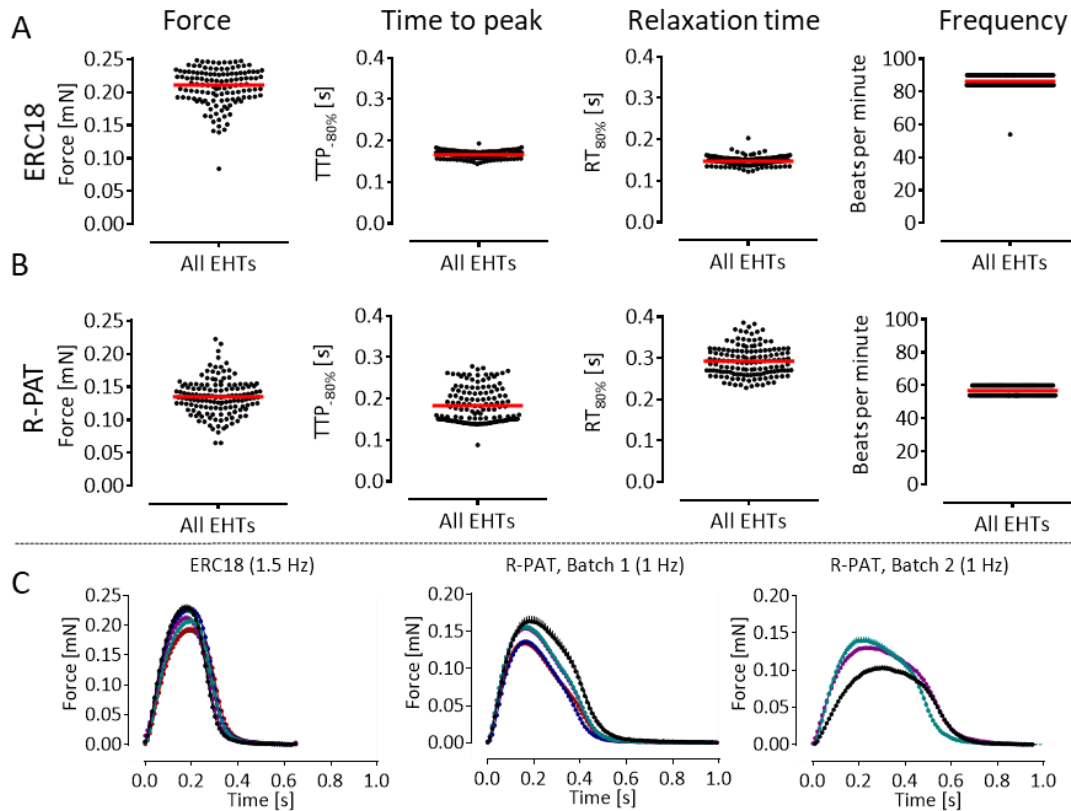 A
Force
Time to peak
Relaxation time
Frequency
ERC18
Force [mN]
0.25
0.20
0.15
0.10
0.05
0.00
All EHTs
TTP-80% [s]
0.4
0.3
0.2
0.1
0.0
All EHTs
RT80% [s]
0.4
0.3
0.2
0.1
0.0
All EHTs
Beats per minute
100
80
60
40
20
0
All EHTs
B
R-PAT
Force [mN]
0.25
0.20
0.15
0.10
0.05
0.00
All EHTs
TTP-80% [s]
0.4
0.3
0.2
0.1
0.0
All EHTs
RT80% [s]
0.4
0.3
0.2
0.1
0.0
All EHTs
Beats per minute
100
80
60
40
20
0
All EHTs
C
ERC18 (1.5 Hz)
Force [mN]
0.25
0.20
0.15
0.10
0.05
0.00
0.0 0.2 0.4 0.6 0.8 1.0
Time [s]
R-PAT, Batch 1 (1 Hz)
Force [mN]
0.20
0.15
0.10
0.05
0.00
0.0 0.2 0.4 0.6 0.8 1.0
Time [s]
R-PAT, Batch 2 (1 Hz)
Force [mN]
0.20
0.15
0.10
0.05
0.00
0.0 0.2 0.4 0.6 0.8 1.0
Time [s]